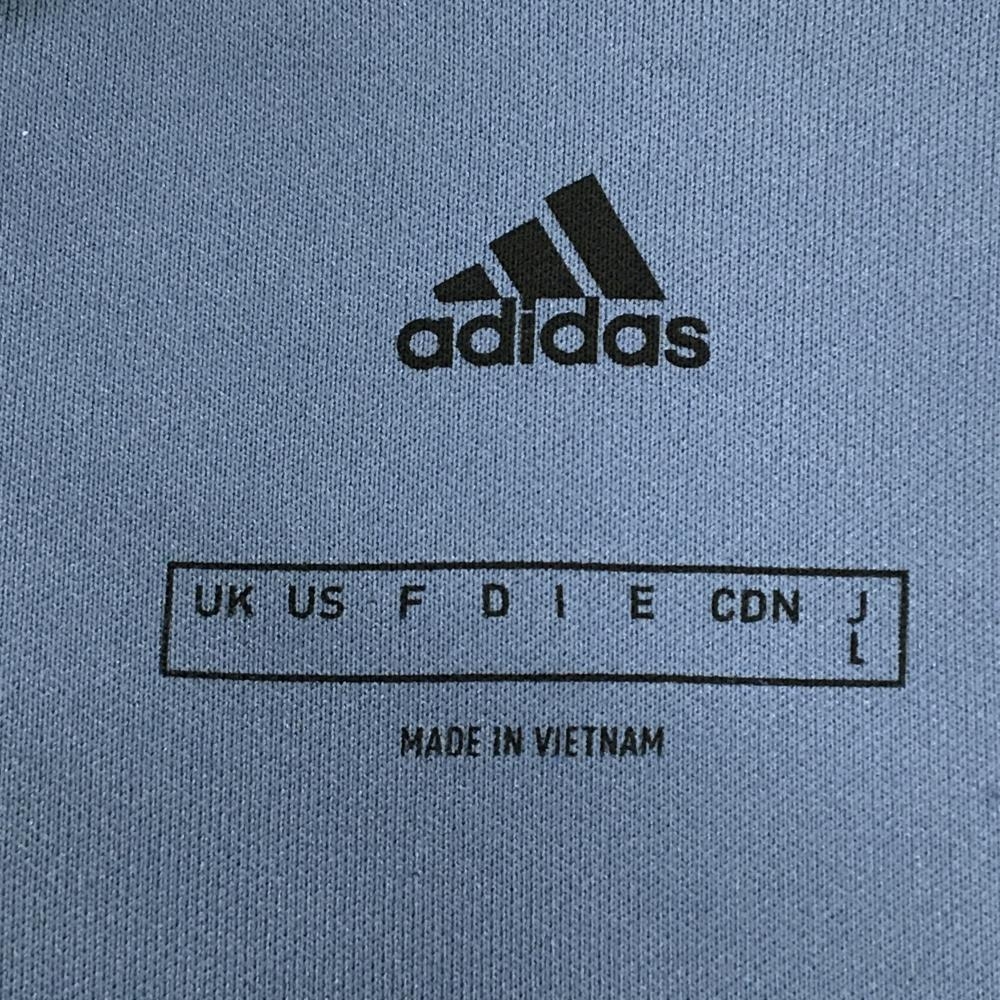 adidas
UK US F D I E CDN J
L
MADE IN VIETNAM